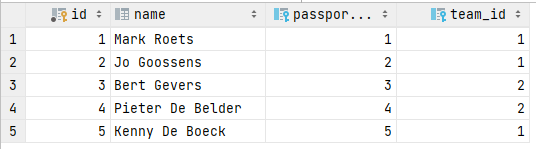 id name passpor... team_id
1 1 Mark Roets 1 1
2 2 Jo Goossens 2 1
3 3 Bert Gevers 3 2
4 4 Pieter De Belder 4 2
5 5 Kenny De Boeck 5 1